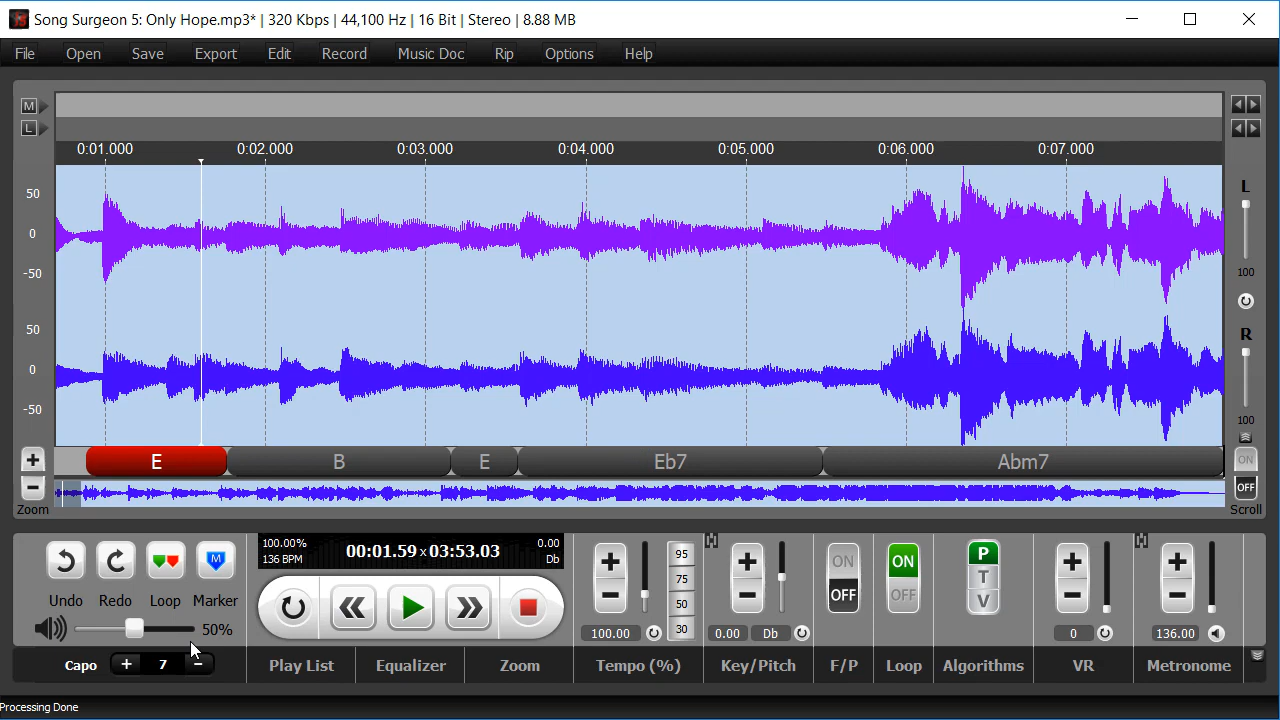 Song Surgeon 5: Only Hope.mp3* | 320 Kbps | 44,100 Hz | 16 Bit | Stereo | 8.88 MB
File Open Save Export Edit Record Music Doc Rip Options Help
M
L
0:01.000 0:02.000 0:03.000 0:04.000 0:05.000 0:06.000 0:07.000
50
0
-50
50
0
-50
L
100
R
100
E B E Eb7 Abm7
+
-
Zoom
ON
OFF
Scroll
Undo Redo Loop M Marker
50%
Capo + 7 -
100.00%
136 BPM
00:01.59 x 03:53.03
0.00
Db
+
-
100.00
95
75
50
30
+
-
0.00 Db
ON
OFF
ON
OFF
P
T
V
+
-
0
+
-
136.00
Play List Equalizer Zoom Tempo (%) Key/Pitch F/P Loop Algorithms VR Metronome
Processing Done